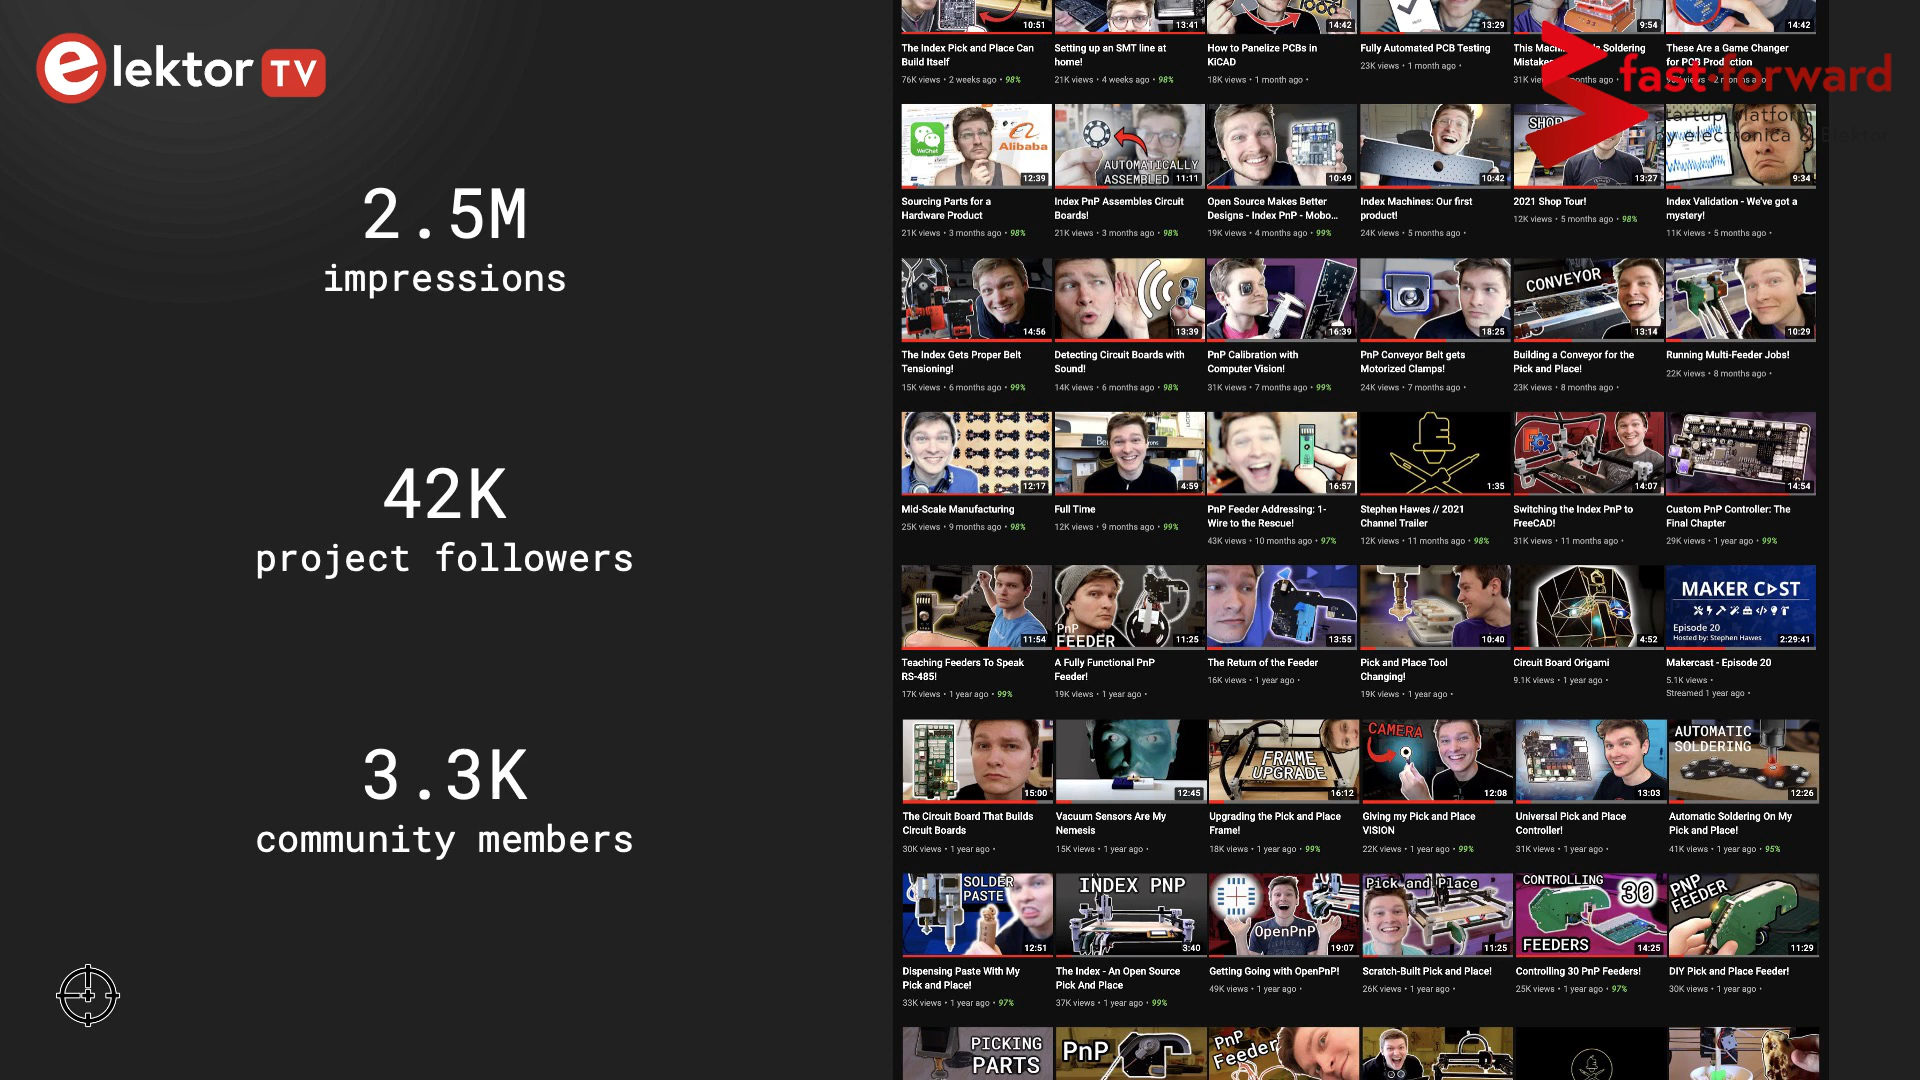 elektor TV
2.5M
impressions
42K
project followers
3.3K
community members
10:51
13:41
14:42
13:29
9:54
14:42
The Index Pick and Place Can
Build Itself
76K views • 2 weeks ago • 98%
Setting up an SMT line at
home!
21K views • 4 weeks ago • 98%
How to Panelize PCBs in
KiCAD
18K views • 1 month ago •
Fully Automated PCB Testing
23K views • 1 month ago •
Soldering
31K
These Are a Game Changer
for PCB Production
fast forward
startup platform
by electronica & Elektor
WeChat
Alibaba
12:39
AUTOMATICALLY
ASSEMBLED
11:11
10:49
10:42
SHOP
13:27
9:34
Sourcing Parts for a
Hardware Product
21K views • 3 months ago • 98%
Index PnP Assembles Circuit
Boards!
21K views • 3 months ago • 98%
Open Source Makes Better
Designs - Index PnP - Mobo...
19K views • 4 months ago • 99%
Index Machines: Our first
product!
24K views • 5 months ago •
2021 Shop Tour!
12K views • 5 months ago • 98%
Index Validation - We've got a
mystery!
11K views • 5 months ago •
14:56
13:39
16:39
18:25
CONVEYOR
13:14
10:29
The Index Gets Proper Belt
Tensioning!
15K views • 6 months ago • 99%
Detecting Circuit Boards with
Sound!
14K views • 6 months ago • 98%
PnP Calibration with
Computer Vision!
31K views • 7 months ago • 99%
PnP Conveyor Belt gets
Motorized Clamps!
24K views • 7 months ago •
Building a Conveyor for the
Pick and Place!
23K views • 8 months ago •
Running Multi-Feeder Jobs!
22K views • 8 months ago •
12:17
4:59
16:57
1:35
14:07
14:54
Mid-Scale Manufacturing
25K views • 9 months ago • 98%
Full Time
12K views • 9 months ago • 99%
PnP Feeder Addressing: 1-
Wire to the Rescue!
43K views • 10 months ago • 97%
Stephen Hawes // 2021
Channel Trailer
12K views • 11 months ago • 98%
Switching the Index PnP to
FreeCAD!
31K views • 11 months ago •
Custom PnP Controller: The
Final Chapter
29K views • 1 year ago • 99%
11:54
PnP
FEEDER
11:25
13:55
10:40
4:52
MAKER CAST
Episode 20
Hosted by: Stephen Hawes
2:29:41
Teaching Feeders To Speak
RS-485!
17K views • 1 year ago • 99%
A Fully Functional PnP
Feeder!
19K views • 1 year ago •
The Return of the Feeder
16K views • 1 year ago •
Pick and Place Tool
Changing!
19K views • 1 year ago •
Circuit Board Origami
9.1K views • 1 year ago •
Makercast - Episode 20
5.1K views •
Streamed 1 year ago •
15:00
12:45
FRAME
UPGRADE
16:12
CAMERA
12:08
13:03
AUTOMATIC
SOLDERING
12:26
The Circuit Board That Builds
Circuit Boards
30K views • 1 year ago •
Vacuum Sensors Are My
Nemesis
15K views • 1 year ago •
Upgrading the Pick and Place
Frame!
18K views • 1 year ago • 99%
Giving my Pick and Place
VISION
22K views • 1 year ago • 99%
Universal Pick and Place
Controller!
31K views • 1 year ago •
Automatic Soldering On My
Pick and Place!
41K views • 1 year ago • 95%
SOLDER
PASTE
12:51
INDEX PNP
3:40
OpenPnP
19:07
Pick and Place
11:25
CONTROLLING
30
FEEDERS
14:25
PNP
FEEDER
11:29
Dispensing Paste With My
Pick and Place!
33K views • 1 year ago • 97%
The Index - An Open Source
Pick And Place
37K views • 1 year ago • 99%
Getting Going with OpenPnP!
49K views • 1 year ago •
Scratch-Built Pick and Place!
26K views • 1 year ago •
Controlling 30 PnP Feeders!
25K views • 1 year ago • 97%
DIY Pick and Place Feeder!
30K views • 1 year ago •
PICKING
PARTS
PnP
PnP
Feeder